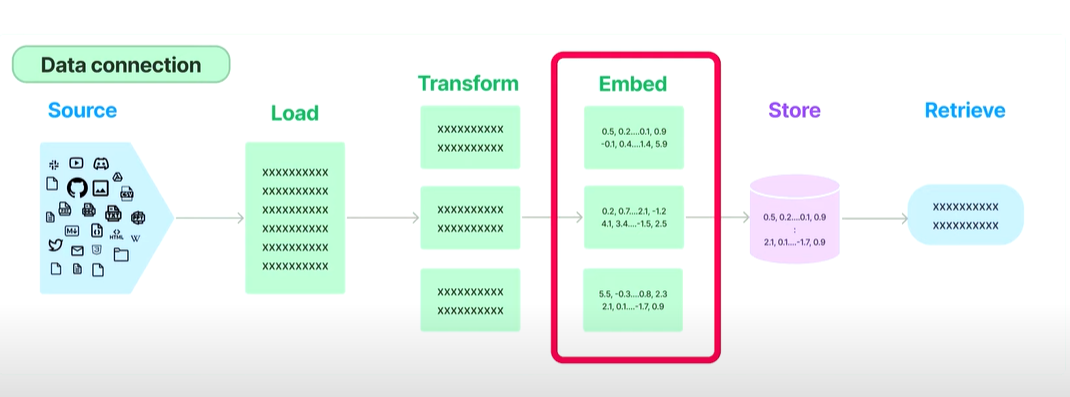 Data connection
Source
Load
Transform
Embed
Store
Retrieve
CSV
M↓
HTML
W
XXXXXXXXXX
XXXXXXXXXX
XXXXXXXXXX
XXXXXXXXXX
XXXXXXXXXX
XXXXXXXXXX
XXXXXXXXXX
XXXXXXXXXX
XXXXXXXXXX
XXXXXXXXXX
XXXXXXXXXX
XXXXXXXXXX
0.5, 0.2....0.1, 0.9
-0.1, 0.4....1.4, 5.9
0.2, 0.7....2.1, -1.2
4.1, 3.4....-1.5, 2.5
5.5, -0.3....0.8, 2.3
2.1, 0.1....-1.7, 0.9
0.5, 0.2....0.1, 0.9
:
2.1, 0.1....-1.7, 0.9
XXXXXXXXXX
XXXXXXXXXX